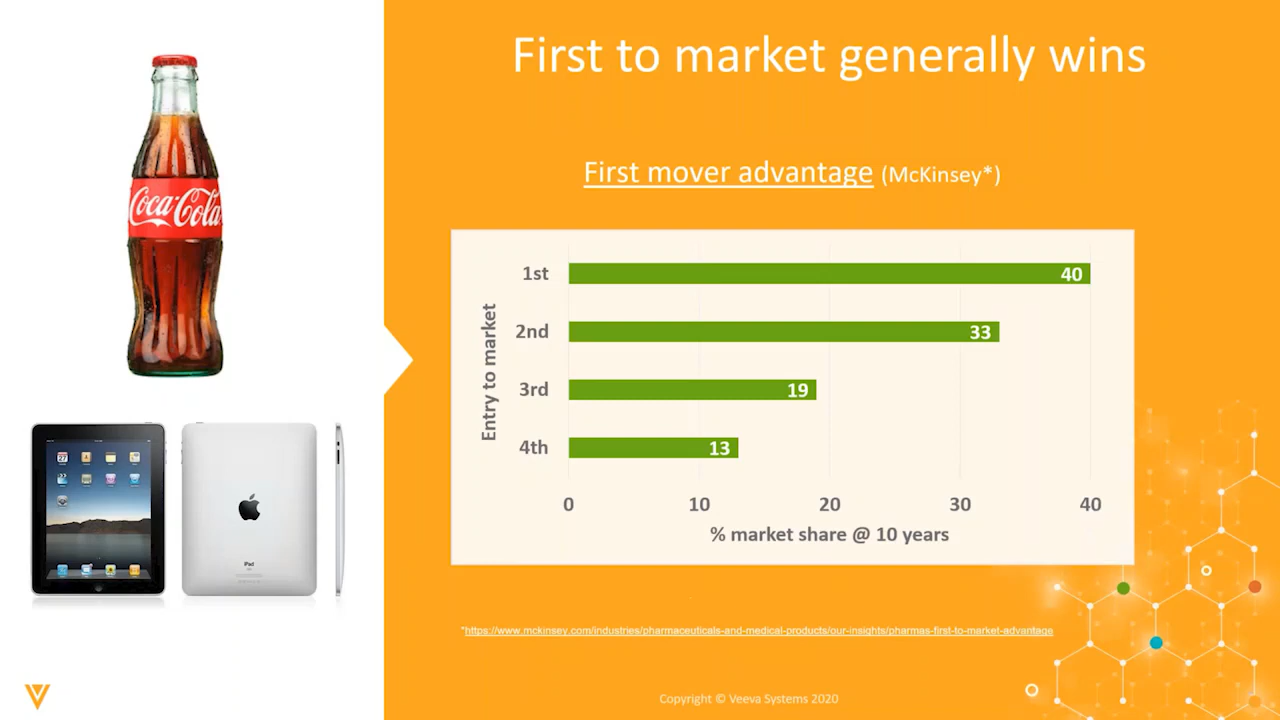 First to market generally wins
First mover advantage (McKinsey*)
Coca-Cola
Entry to market
1st
40
2nd
33
3rd
19
4th
13
0 10 20 30 40
% market share @ 10 years
iPad
*https://www.mckinsey.com/industries/pharmaceuticals-and-medical-products/our-insights/pharmas-first-to-market-advantage
Copyright © Veeva Systems 2020